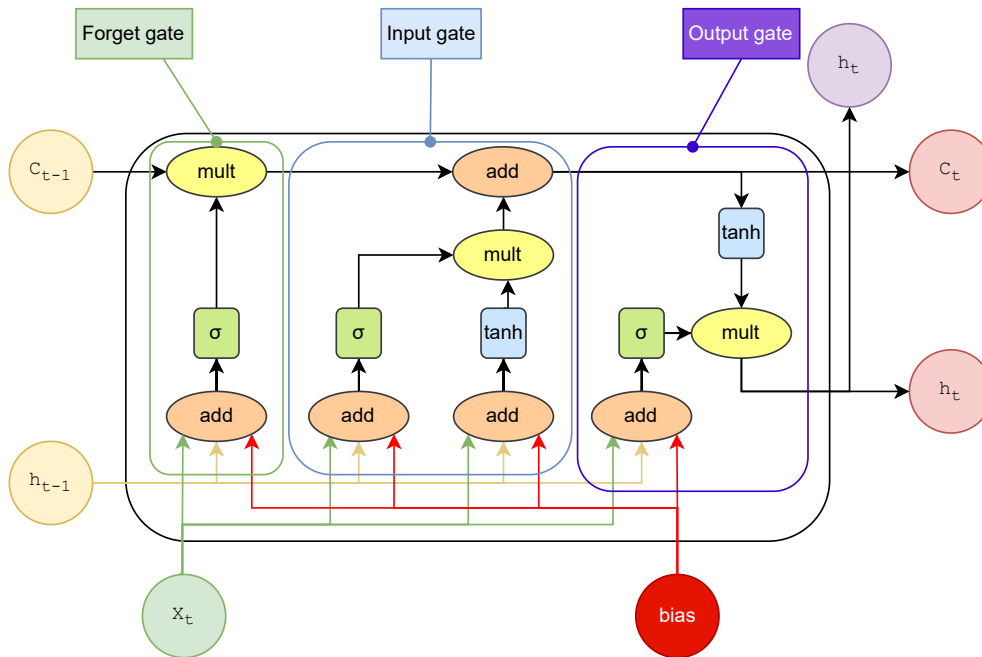 Forget gate
Input gate
Output gate
h_t
C_{t-1}
mult
add
C_t
tanh
mult
σ
σ
tanh
σ
mult
add
add
add
add
h_t
h_{t-1}
X_t
bias